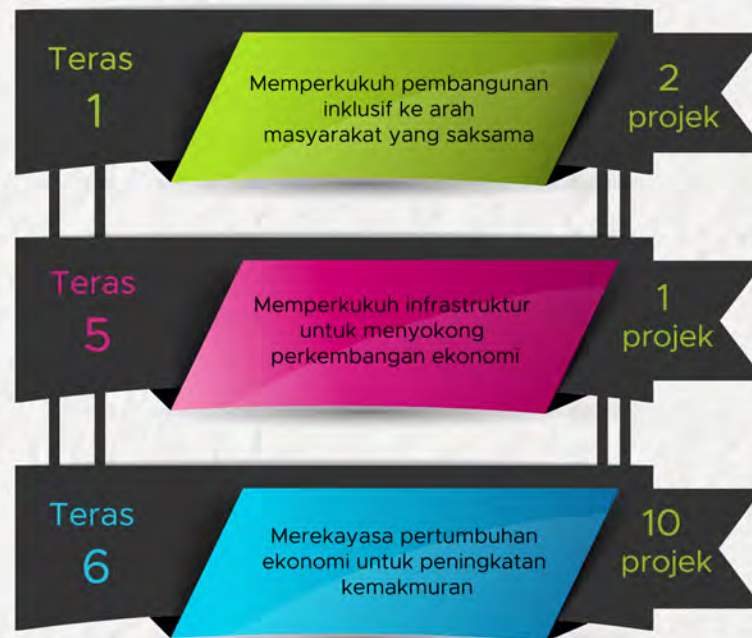 Teras
1
Memperkukuh pembangunan
inklusif ke arah
masyarakat yang saksama
2
projek
Teras
5
Memperkukuh infrastruktur
untuk menyokong
perkembangan ekonomi
1
projek
Teras
6
Merekayasa pertumbuhan
ekonomi untuk peningkatan
kemakmuran
10
projek